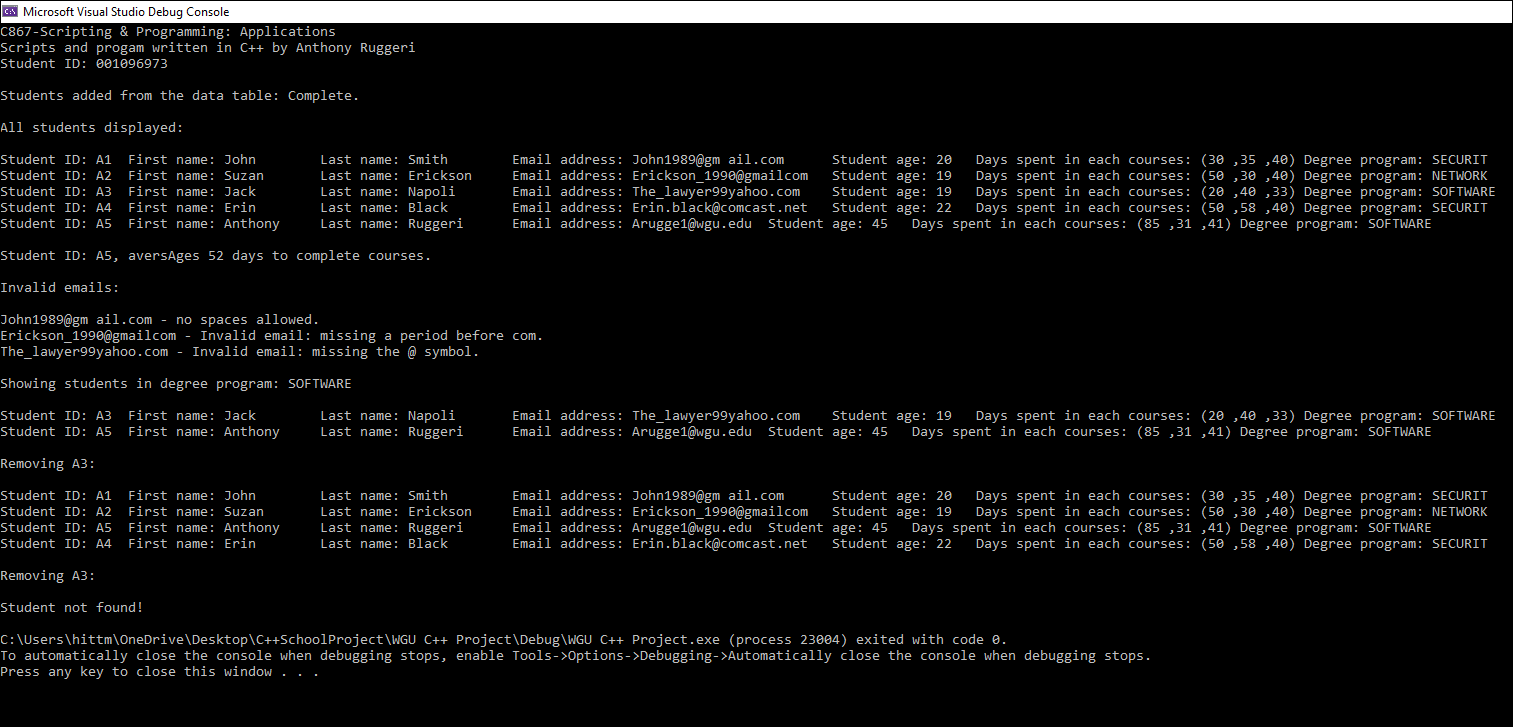 Microsoft Visual Studio Debug Console
C867-Scripting & Programming: Applications
Scripts and progam written in C++ by Anthony Ruggeri
Student ID: 001096973
Students added from the data table: Complete.
All students displayed:
Student ID: A1  First name: John        Last name: Smith        Email address: John1989@gm ail.com      Student age: 20   Days spent in each courses: (30 ,35 ,40) Degree program: SECURIT
Student ID: A2  First name: Suzan       Last name: Erickson     Email address: Erickson_1990@gmailcom   Student age: 19   Days spent in each courses: (50 ,30 ,40) Degree program: NETWORK
Student ID: A3  First name: Jack        Last name: Napoli       Email address: The_lawyer99yahoo.com    Student age: 19   Days spent in each courses: (20 ,40 ,33) Degree program: SOFTWARE
Student ID: A4  First name: Erin        Last name: Black        Email address: Erin.black@comcast.net   Student age: 22   Days spent in each courses: (50 ,58 ,40) Degree program: SECURIT
Student ID: A5  First name: Anthony     Last name: Ruggeri      Email address: Arugge1@wgu.edu  Student age: 45   Days spent in each courses: (85 ,31 ,41) Degree program: SOFTWARE
Student ID: A5, aversAges 52 days to complete courses.
Invalid emails:
John1989@gm ail.com - no spaces allowed.
Erickson_1990@gmailcom - Invalid email: missing a period before com.
The_lawyer99yahoo.com - Invalid email: missing the @ symbol.
Showing students in degree program: SOFTWARE
Student ID: A3  First name: Jack        Last name: Napoli       Email address: The_lawyer99yahoo.com    Student age: 19   Days spent in each courses: (20 ,40 ,33) Degree program: SOFTWARE
Student ID: A5  First name: Anthony     Last name: Ruggeri      Email address: Arugge1@wgu.edu  Student age: 45   Days spent in each courses: (85 ,31 ,41) Degree program: SOFTWARE
Removing A3:
Student ID: A1  First name: John        Last name: Smith        Email address: John1989@gm ail.com      Student age: 20   Days spent in each courses: (30 ,35 ,40) Degree program: SECURIT
Student ID: A2  First name: Suzan       Last name: Erickson     Email address: Erickson_1990@gmailcom   Student age: 19   Days spent in each courses: (50 ,30 ,40) Degree program: NETWORK
Student ID: A5  First name: Anthony     Last name: Ruggeri      Email address: Arugge1@wgu.edu  Student age: 45   Days spent in each courses: (85 ,31 ,41) Degree program: SOFTWARE
Student ID: A4  First name: Erin        Last name: Black        Email address: Erin.black@comcast.net   Student age: 22   Days spent in each courses: (50 ,58 ,40) Degree program: SECURIT
Removing A3:
Student not found!
C:\Users\hittm\OneDrive\Desktop\C++SchoolProject\WGU C++ Project\Debug\WGU C++ Project.exe (process 23004) exited with code 0.
To automatically close the console when debugging stops, enable Tools->Options->Debugging->Automatically close the console when debugging stops.
Press any key to close this window . . .